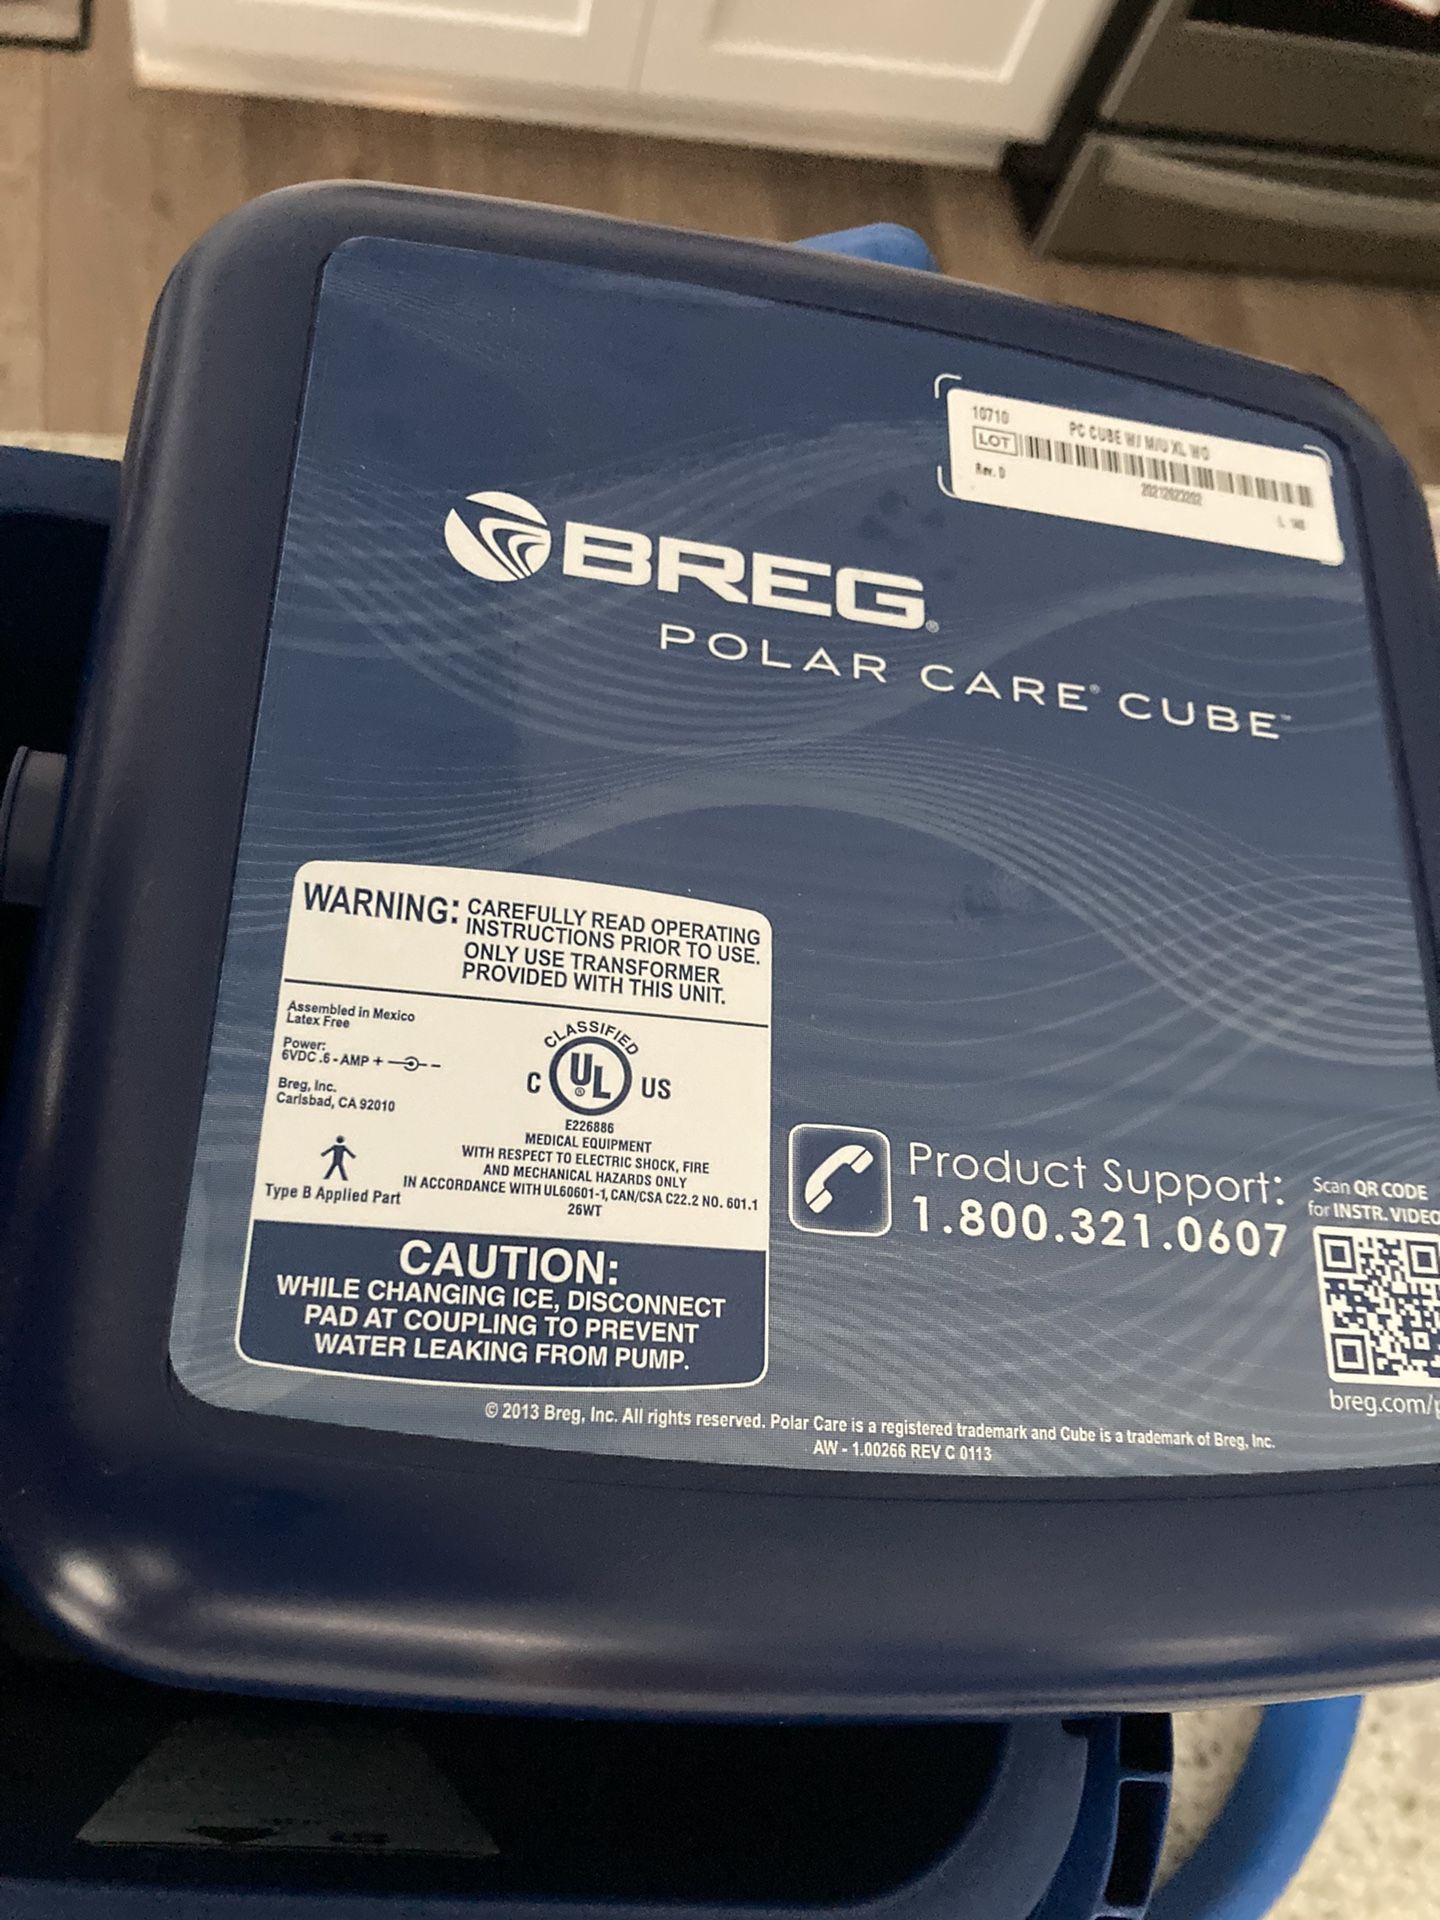 10710 PC CUBE W/ M/U XL WO
LOT
Rev. D
BREG®
POLAR CARE® CUBE™
WARNING: CAREFULLY READ OPERATING
INSTRUCTIONS PRIOR TO USE.
ONLY USE TRANSFORMER
PROVIDED WITH THIS UNIT.
Assembled in Mexico
Latex Free
Power:
6VDC .6 - AMP + -
Breg, Inc.
Carlsbad, CA 92010
Type B Applied Part
CLASSIFIED
C UL® US
E226886
MEDICAL EQUIPMENT
WITH RESPECT TO ELECTRIC SHOCK, FIRE
AND MECHANICAL HAZARDS ONLY
IN ACCORDANCE WITH UL60601-1, CAN/CSA C22.2 NO. 601.1
26WT
CAUTION:
WHILE CHANGING ICE, DISCONNECT
PAD AT COUPLING TO PREVENT
WATER LEAKING FROM PUMP.
Product Support:
1.800.321.0607
Scan QR CODE
for INSTR. VIDEO
breg.com/p
© 2013 Breg, Inc. All rights reserved. Polar Care is a registered trademark and Cube is a trademark of Breg, Inc.
AW - 1.00266 REV C 0113